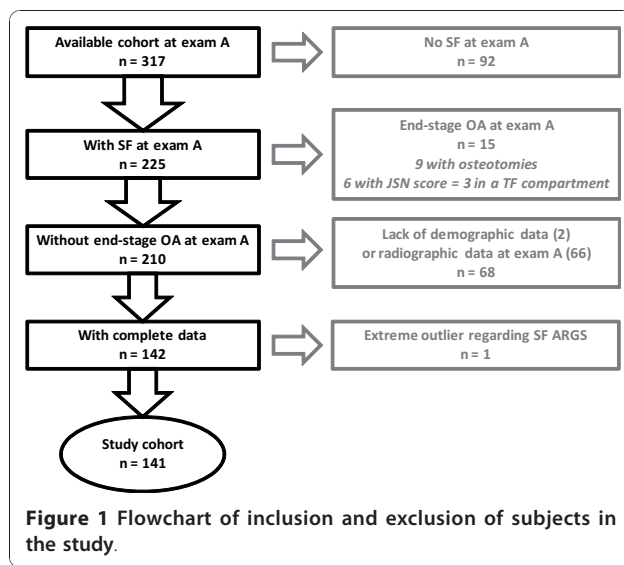 Available cohort at exam A
n = 317
No SF at exam A
n = 92
With SF at exam A
n = 225
End-stage OA at exam A
n = 15
9 with osteotomies
6 with JSN score = 3 in a TF compartment
Without end-stage OA at exam A
n = 210
Lack of demographic data (2)
or radiographic data at exam A (66)
n = 68
With complete data
n = 142
Extreme outlier regarding SF ARGS
n = 1
Study cohort
n = 141
Figure 1 Flowchart of inclusion and exclusion of subjects in
the study.